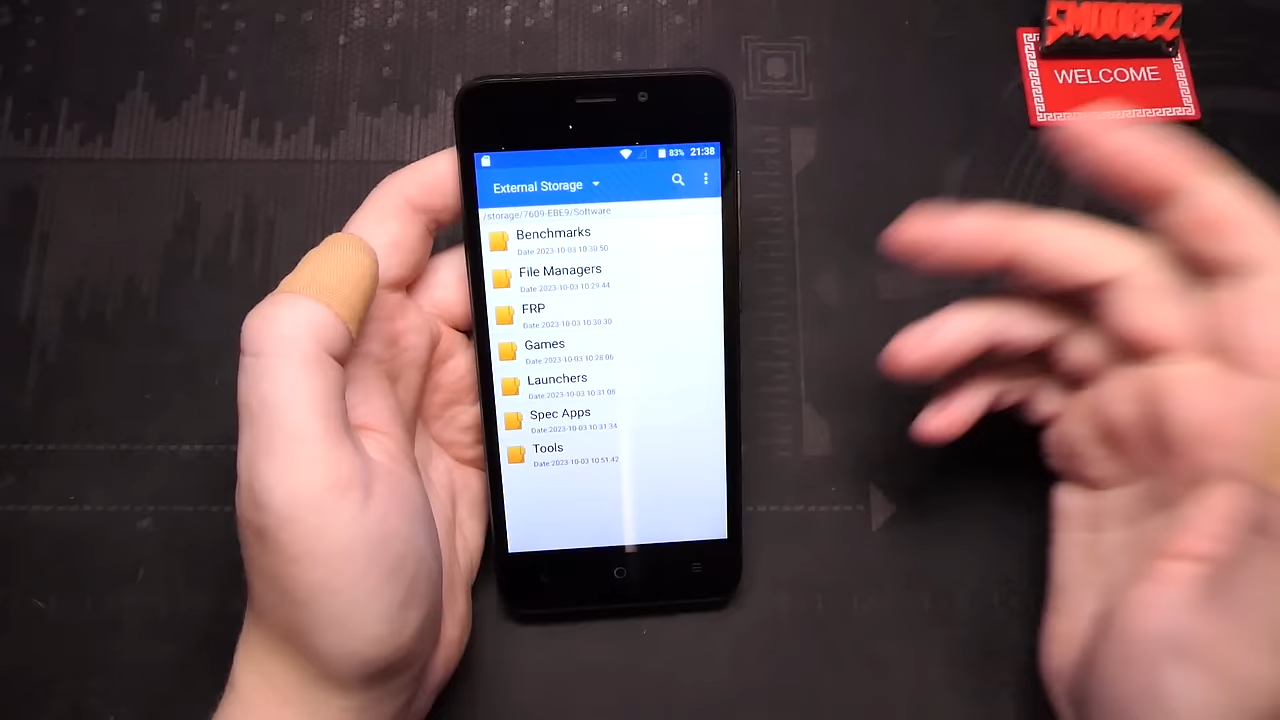 SMOOREZ
WELCOME
83% 21:38
External Storage
/storage/7609-EBE9/Software
Benchmarks
Date:2023-10-03 10:30:50
File Managers
Date:2023-10-03 10:29:44
FRP
Date:2023-10-03 10:30:30
Games
Date:2023-10-03 10:28:06
Launchers
Date:2023-10-03 10:31:08
Spec Apps
Date:2023-10-03 10:31:34
Tools
Date:2023-10-03 10:51:42